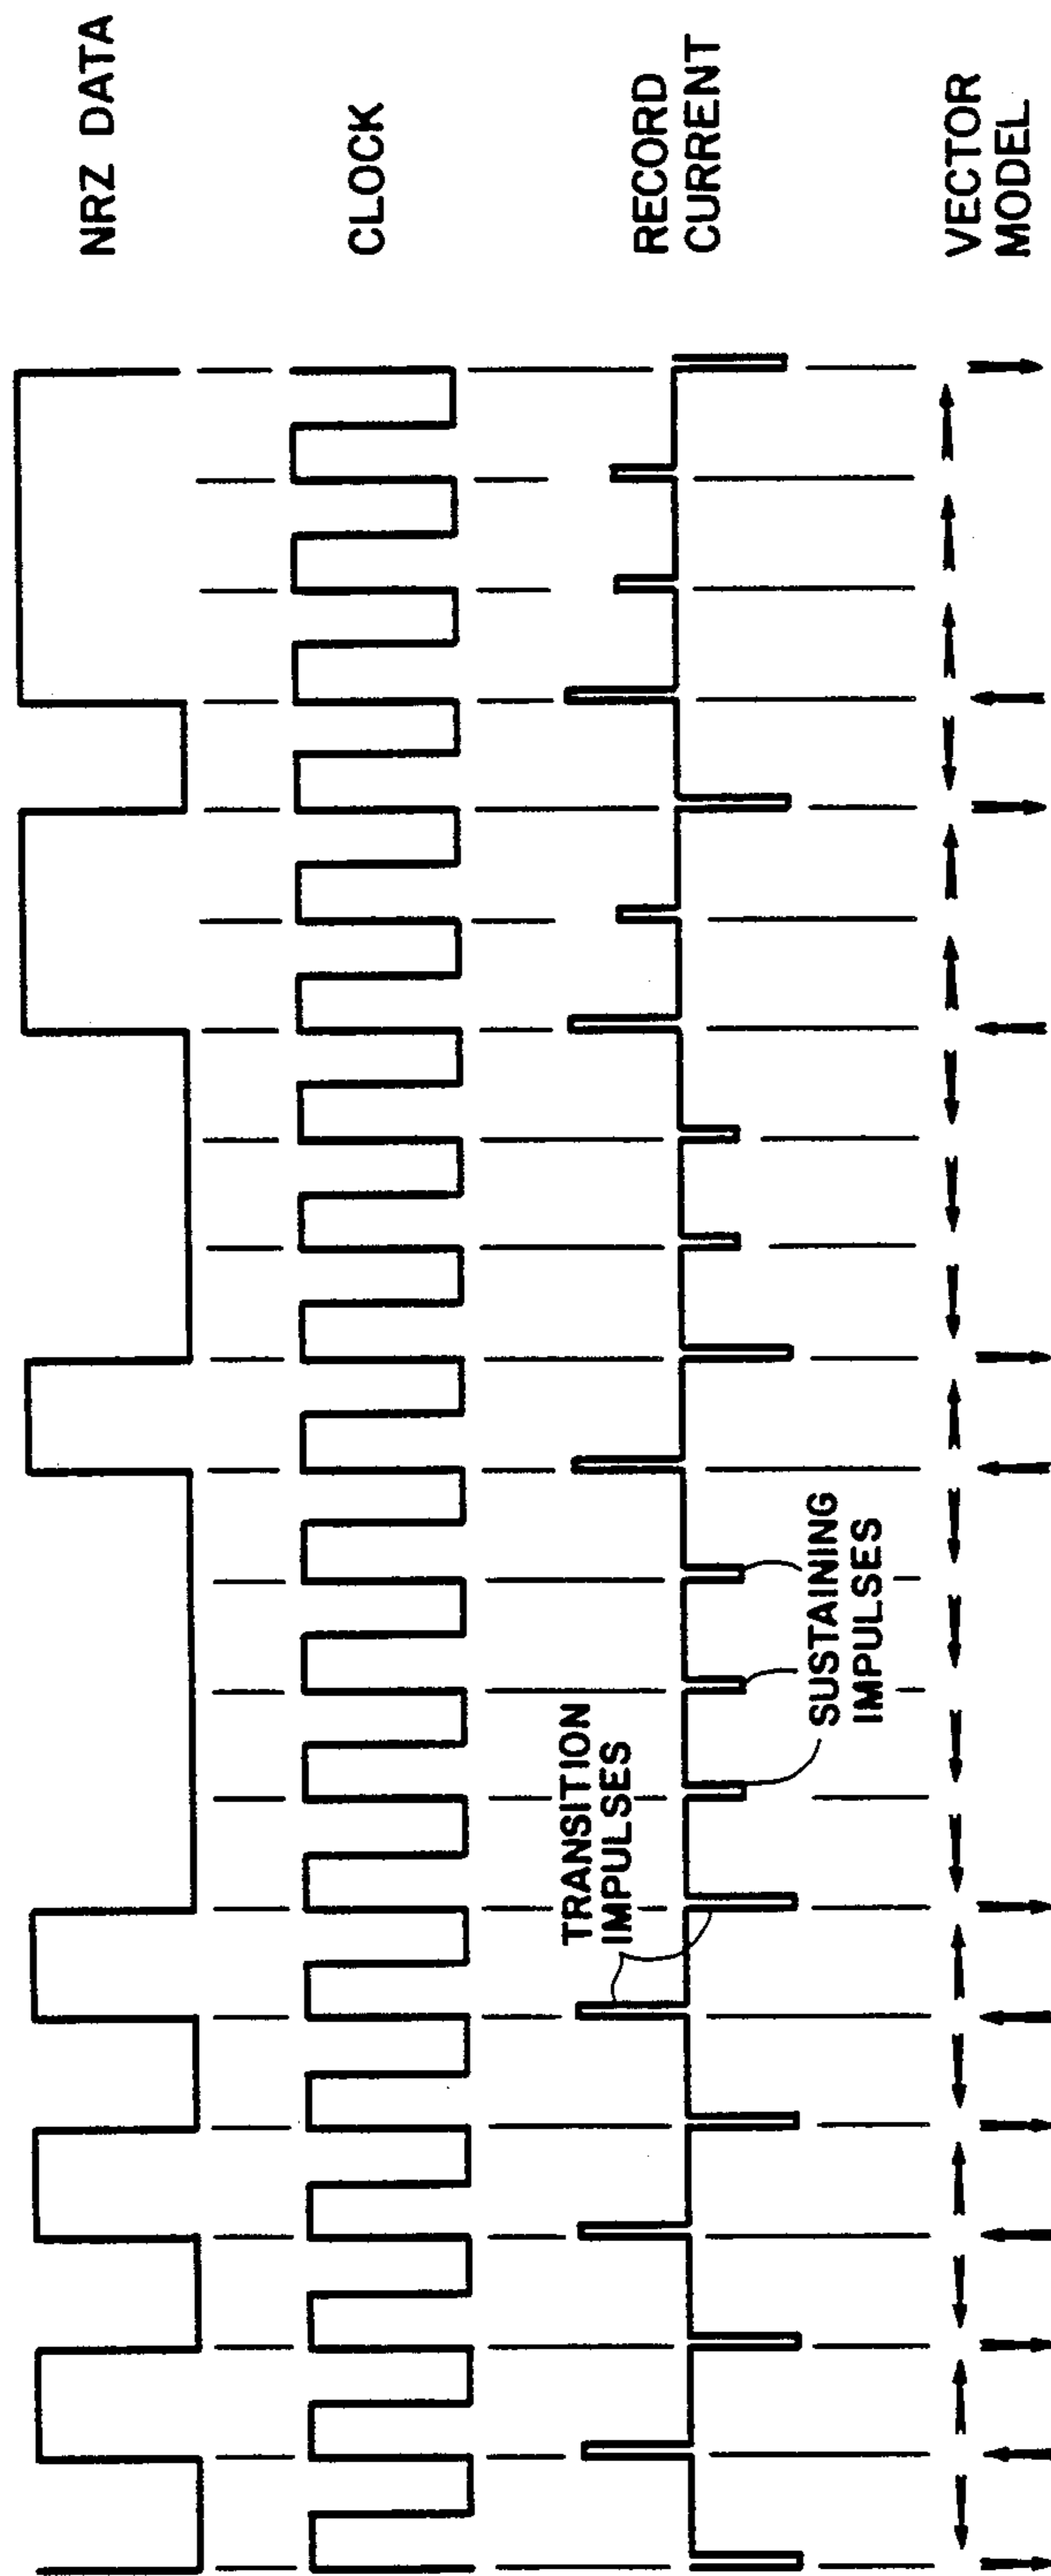 NRZ DATA
CLOCK
RECORD
CURRENT
VECTOR
MODEL
TRANSITION
IMPULSES
SUSTAINING
IMPULSES